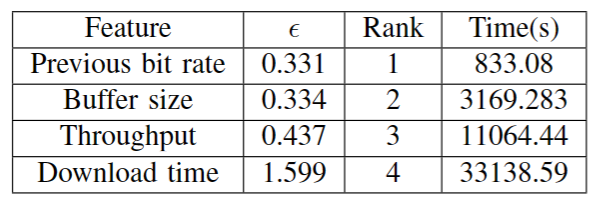 Feature ϵ Rank Time(s)
Previous bit rate 0.331 1 833.08
Buffer size 0.334 2 3169.283
Throughput 0.437 3 11064.44
Download time 1.599 4 33138.59